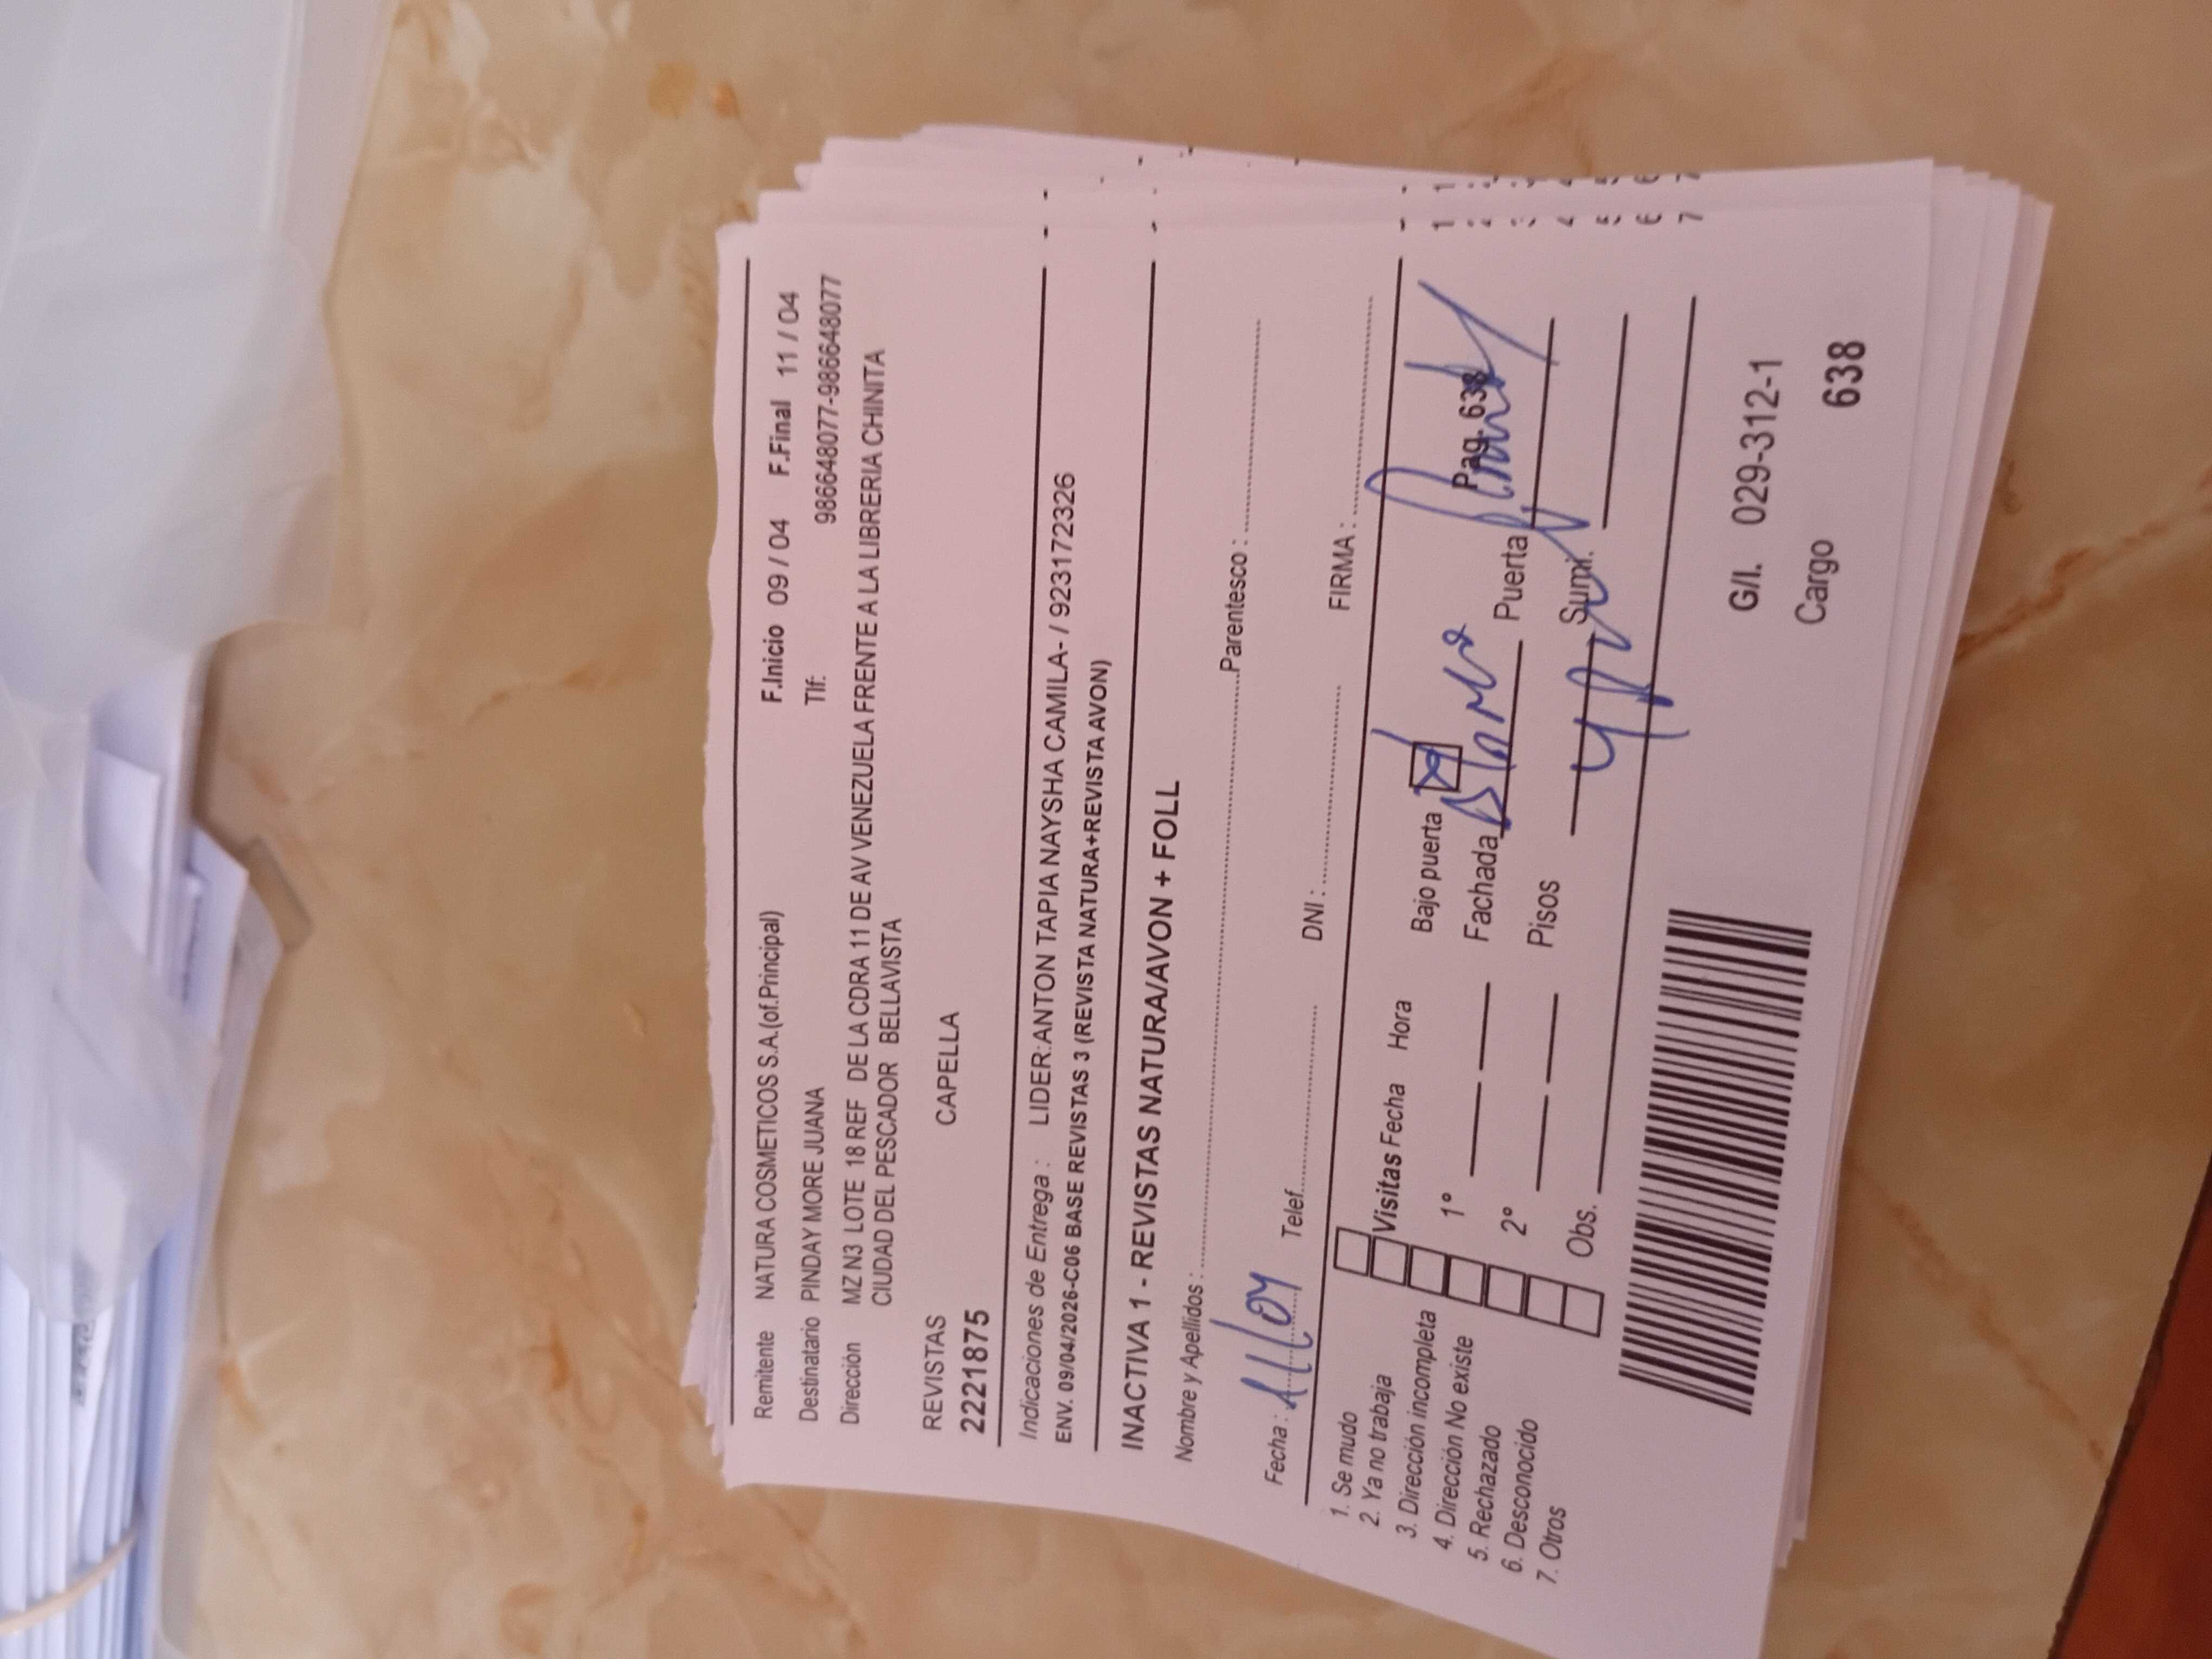 Remitente NATURA COSMETICOS S.A.(of.Principal) F.Inicio 09 / 04 F.Final 11 / 04
Destinatario PINDAY MORE JUANA Tlf: 986648077-986648077
Dirección MZ N3 LOTE 18 REF DE LA CDRA 11 DE AV VENEZUELA FRENTE A LA LIBRERIA CHINITA
CIUDAD DEL PESCADOR BELLAVISTA
REVISTAS CAPELLA
2221875
Indicaciones de Entrega : LIDER:ANTON TAPIA NAYSHA CAMILA- / 923172326
ENV. 09/04/2026-C06 BASE REVISTAS 3 (REVISTA NATURA+REVISTA AVON)
INACTIVA 1 - REVISTAS NATURA/AVON + FOLL
Nombre y Apellidos : Parentesco :
Fecha : 11/04 Telef. DNI : FIRMA :
1. Se mudo
2. Ya no trabaja
3. Dirección incompleta
4. Dirección No existe
5. Rechazado
6. Desconocido
7. Otros
Visitas Fecha Hora Bajo puerta
1º Fachada Puerta Pag. 638
2º Pisos Sumi.
Obs.
G/I. 029-312-1
Cargo 638